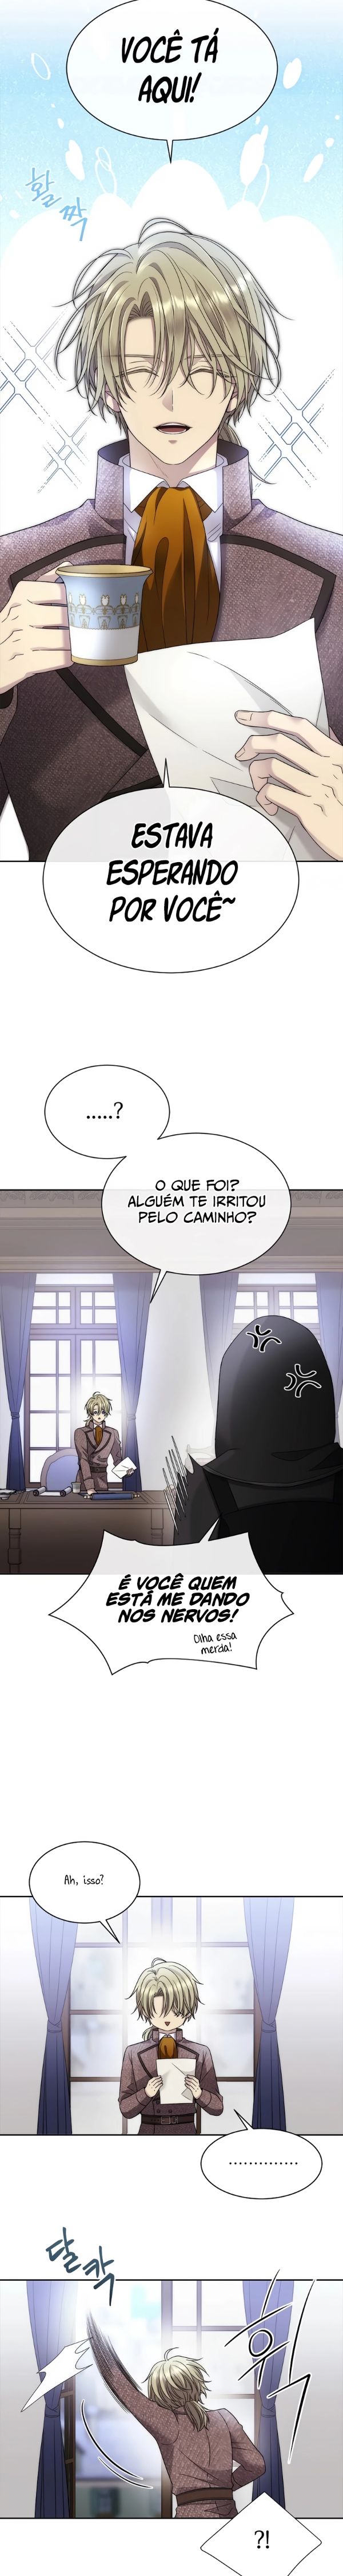 VOCÊ TÁ
AQUI!
활
짝
ESTAVA
ESPERANDO
POR VOCÊ~
.....?
O QUE FOI?
ALGUÉM TE IRRITOU
PELO CAMINHO?
É VOCÊ QUEM
ESTÁ ME DANDO
NOS NERVOS!
Olha essa
merda!
Ah, isso?
..............
달
칵
휙
?!